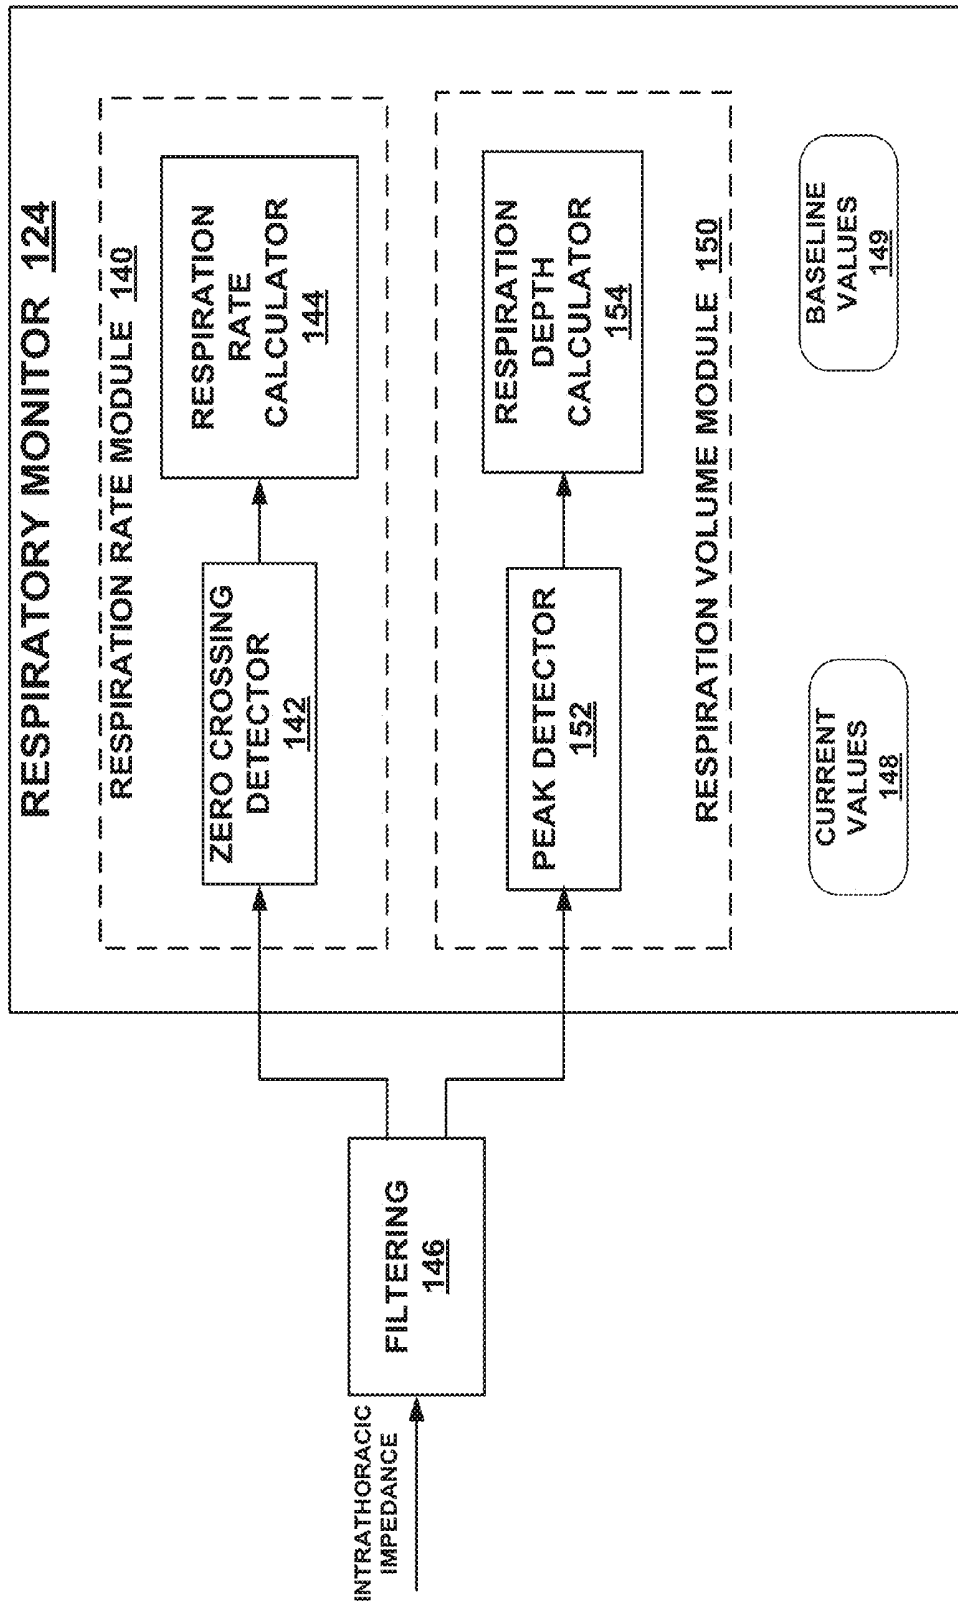 RESPIRATORY MONITOR 124
RESPIRATION RATE MODULE 140
ZERO CROSSING
DETECTOR
142
RESPIRATION
RATE
CALCULATOR
144
INTRATHORACIC
IMPEDANCE
FILTERING
146
PEAK DETECTOR
152
RESPIRATION
DEPTH
CALCULATOR
154
RESPIRATION VOLUME MODULE 150
CURRENT
VALUES
148
BASELINE
VALUES
149